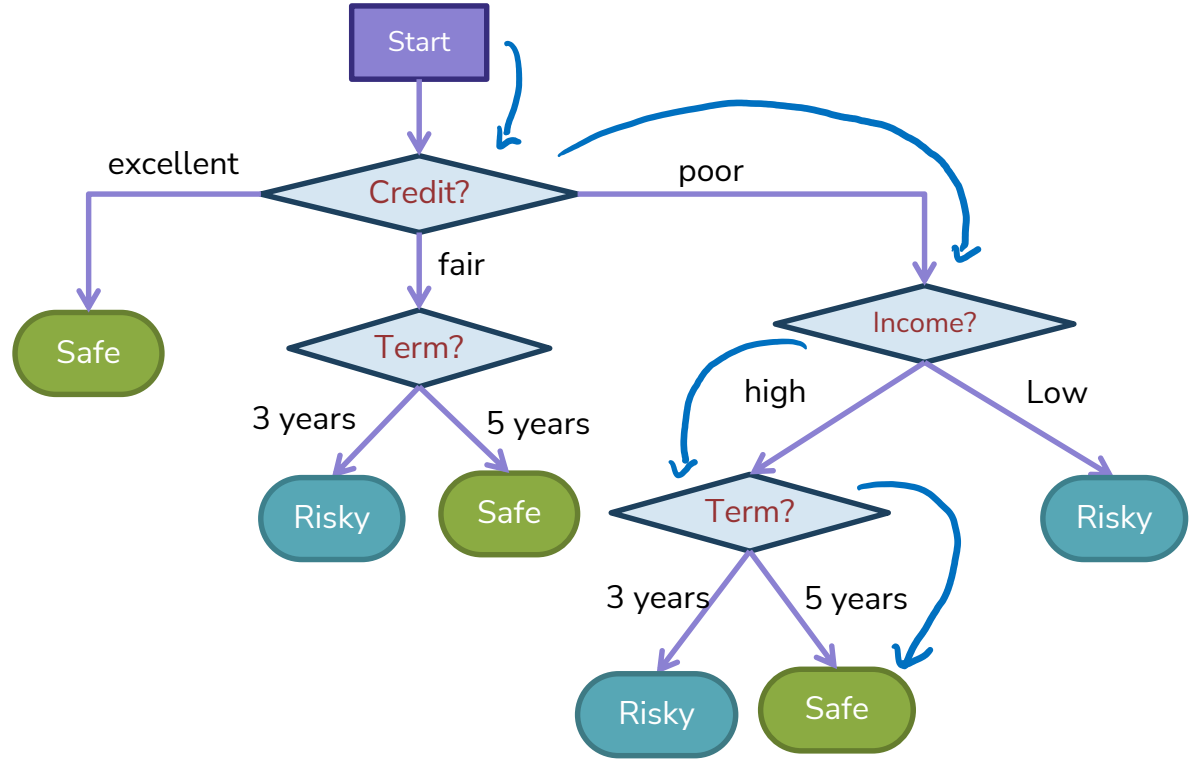 Start
excellent
Credit?
poor
fair
Safe
Term?
Income?
3 years
5 years
high
Low
Risky
Safe
Term?
Risky
3 years
5 years
Risky
Safe